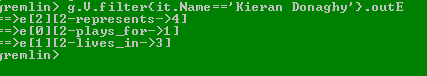 gremlin> g.V.filter{it.Name=='Kieran Donaghy'}.outE
==>e[2][2-represents->4]
==>e[0][2-plays_for->1]
==>e[1][2-lives_in->3]
gremlin>